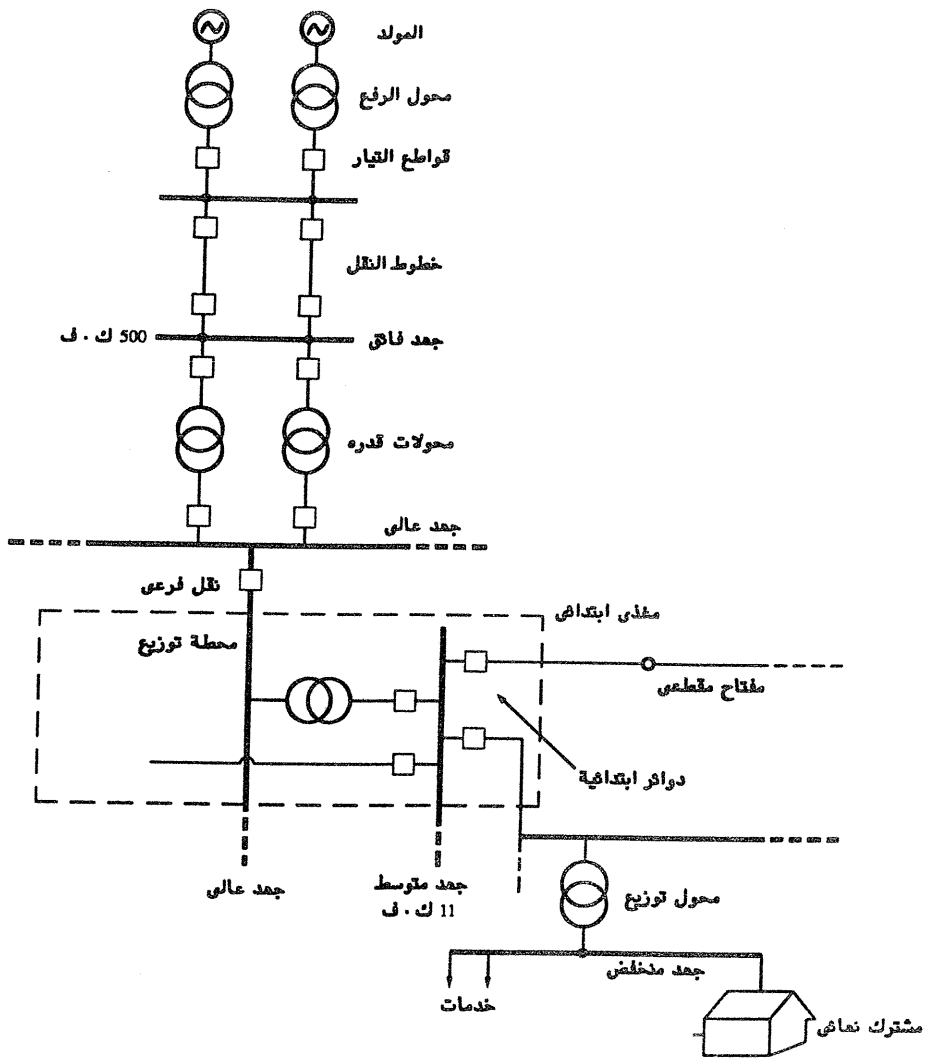 المولد
محول الرفع
قواطع التيار
خطوط النقل
جهد فائق
500 ك . ف
محولات قدره
جهد عالى
نقل فرعى
مغذى ابتدائى
محطة توزيع
مفتاح مقطعى
دوائر ابتدائية
جهد عالى
جهد متوسط
11 ك . ف
محول توزيع
جهد منخفض
خدمات
مشترك نهائى